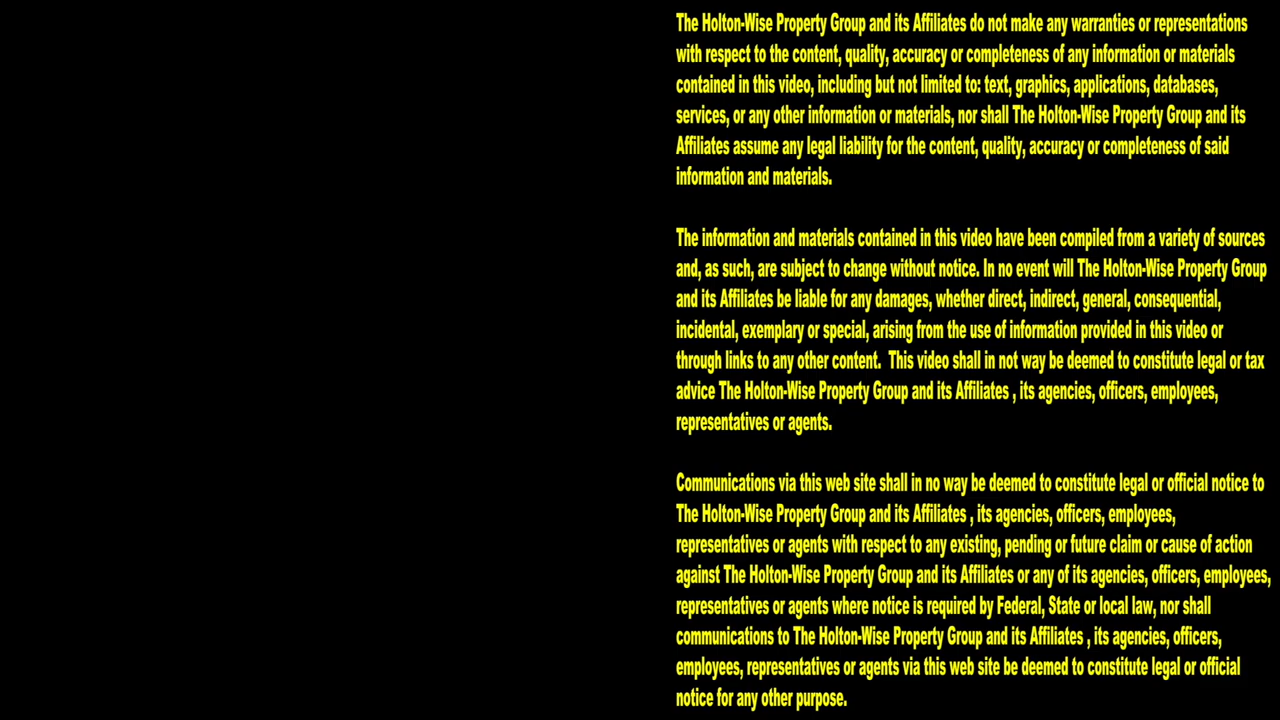 The Holton-Wise Property Group and its Affiliates do not make any warranties or representations
with respect to the content, quality, accuracy or completeness of any information or materials
contained in this video, including but not limited to: text, graphics, applications, databases,
services, or any other information or materials, nor shall The Holton-Wise Property Group and its
Affiliates assume any legal liability for the content, quality, accuracy or completeness of said
information and materials.
The information and materials contained in this video have been compiled from a variety of sources
and, as such, are subject to change without notice. In no event will The Holton-Wise Property Group
and its Affiliates be liable for any damages, whether direct, indirect, general, consequential,
incidental, exemplary or special, arising from the use of information provided in this video or
through links to any other content.  This video shall in not way be deemed to constitute legal or tax
advice The Holton-Wise Property Group and its Affiliates , its agencies, officers, employees,
representatives or agents.
Communications via this web site shall in no way be deemed to constitute legal or official notice to
The Holton-Wise Property Group and its Affiliates , its agencies, officers, employees,
representatives or agents with respect to any existing, pending or future claim or cause of action
against The Holton-Wise Property Group and its Affiliates or any of its agencies, officers, employees,
representatives or agents where notice is required by Federal, State or local law, nor shall
communications to The Holton-Wise Property Group and its Affiliates , its agencies, officers,
employees, representatives or agents via this web site be deemed to constitute legal or official
notice for any other purpose.